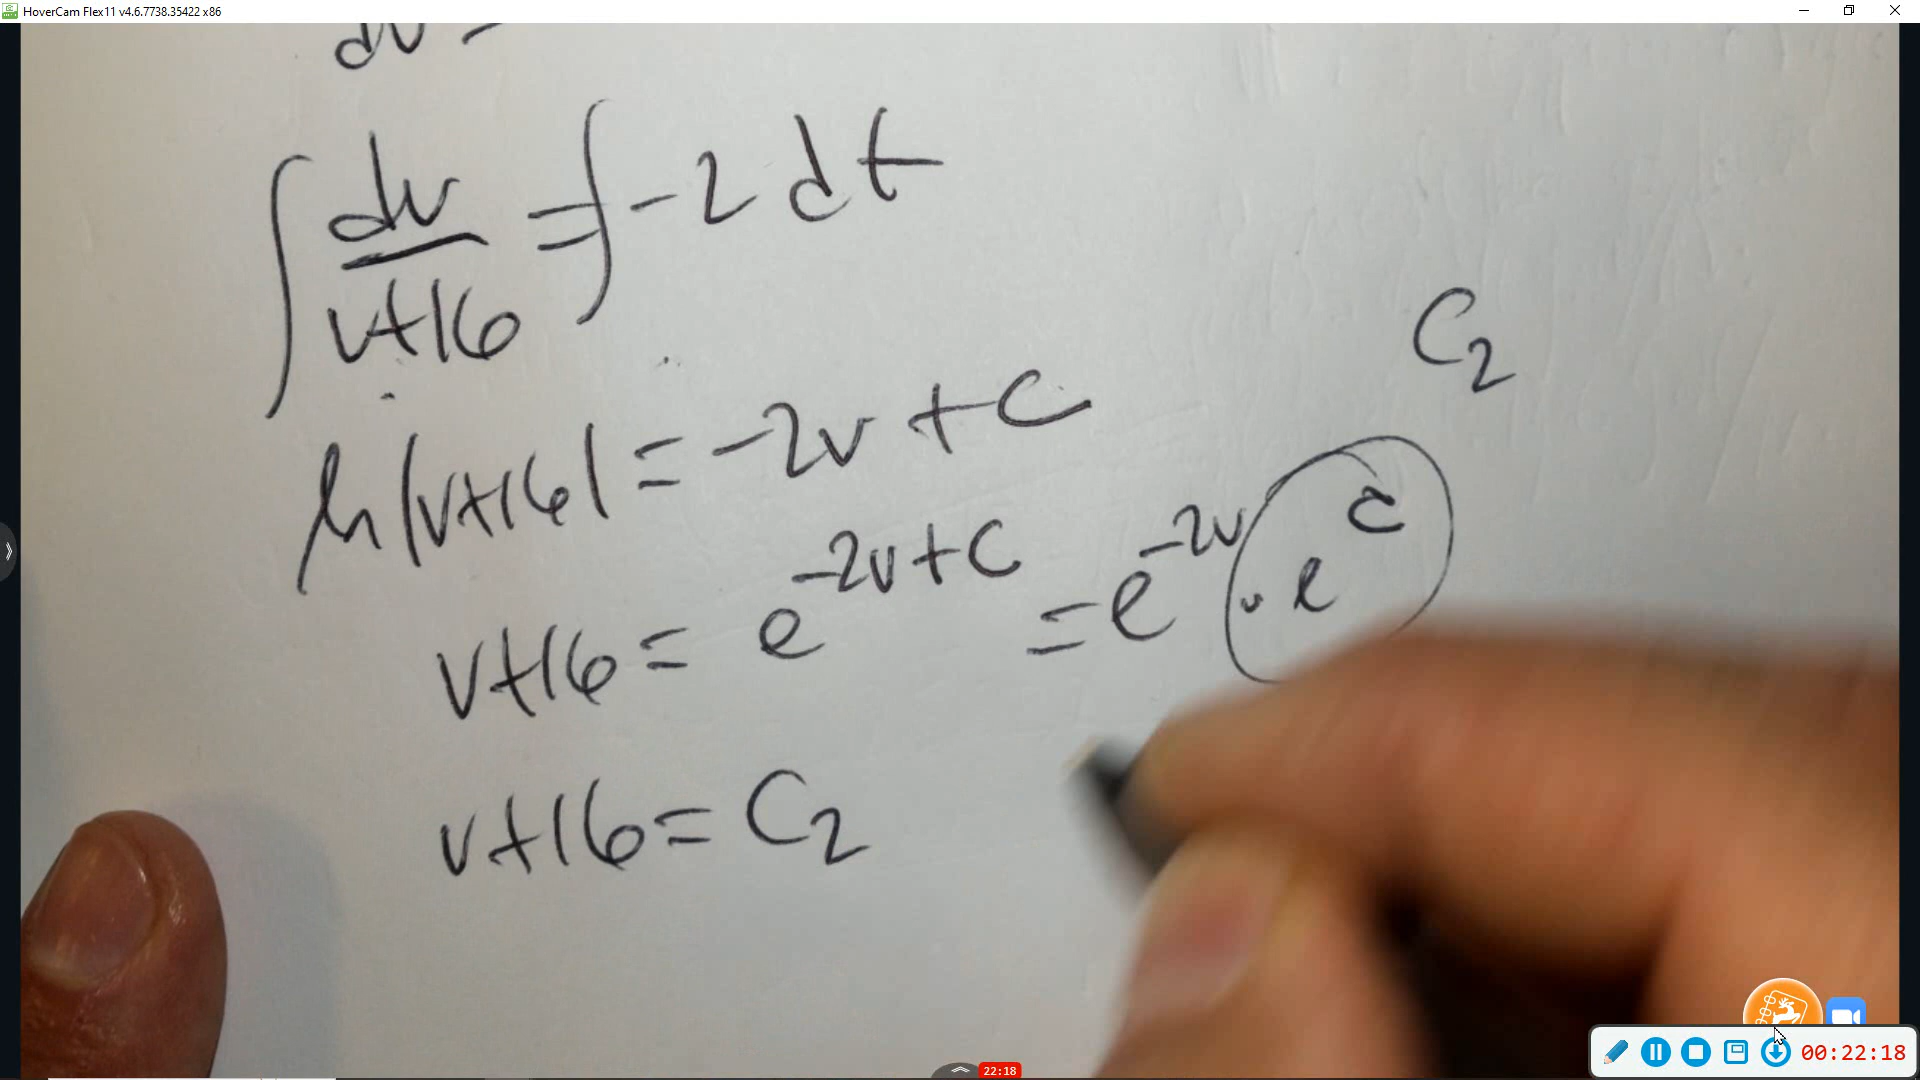 HoverCam Flex11 v4.6.7738.35422 x86
dv =
∫ dv/v+16 = ∫ -2 dt
C₂
ln|v+16| = -2v + C
v+16 = e^-2v+C = e^-2v · e^c
v+16 = C₂
22:18
00:22:18